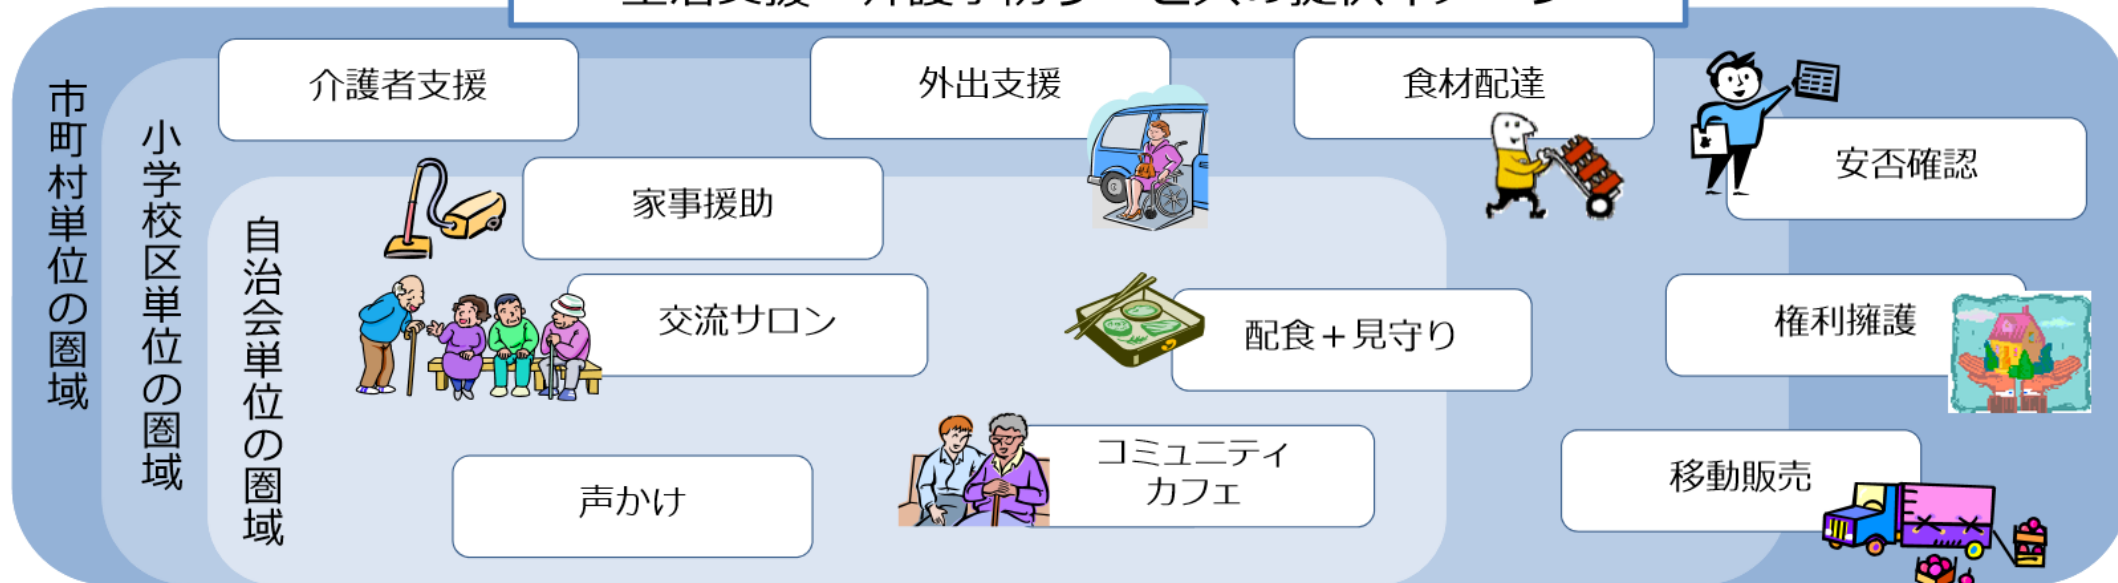 市町村単位の圏域
小学校区単位の圏域
自治会単位の圏域
介護者支援
外出支援
食材配達
安否確認
家事援助
交流サロン
配食＋見守り
権利擁護
声かけ
コミュニティ
カフェ
移動販売